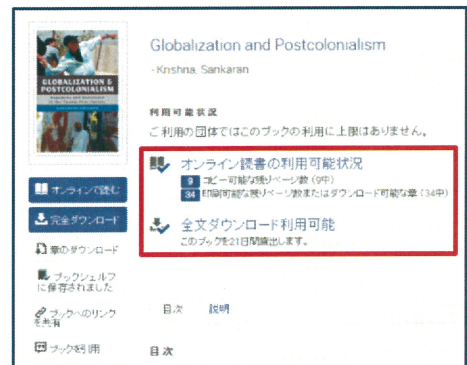 Globalization and Postcolonialism
- Krishna, Sankaran
GLOBALIZATION &
POSTCOLONIALISM
利用可能状況
ご利用の団体ではこのブックの利用に上限はありません。
オンライン読書の利用可能状況
9 コピー可能な残りページ数 (9中)
34 印刷可能な残りページ数またはダウンロード可能な章 (34中)
全文ダウンロード利用可能
このブックを21日間貸出します。
オンラインで読む
完全ダウンロード
章のダウンロード
ブックシェルフ
に保存されました
ブックへのリンク
を共有
ブックを引用
目次 説明
目次